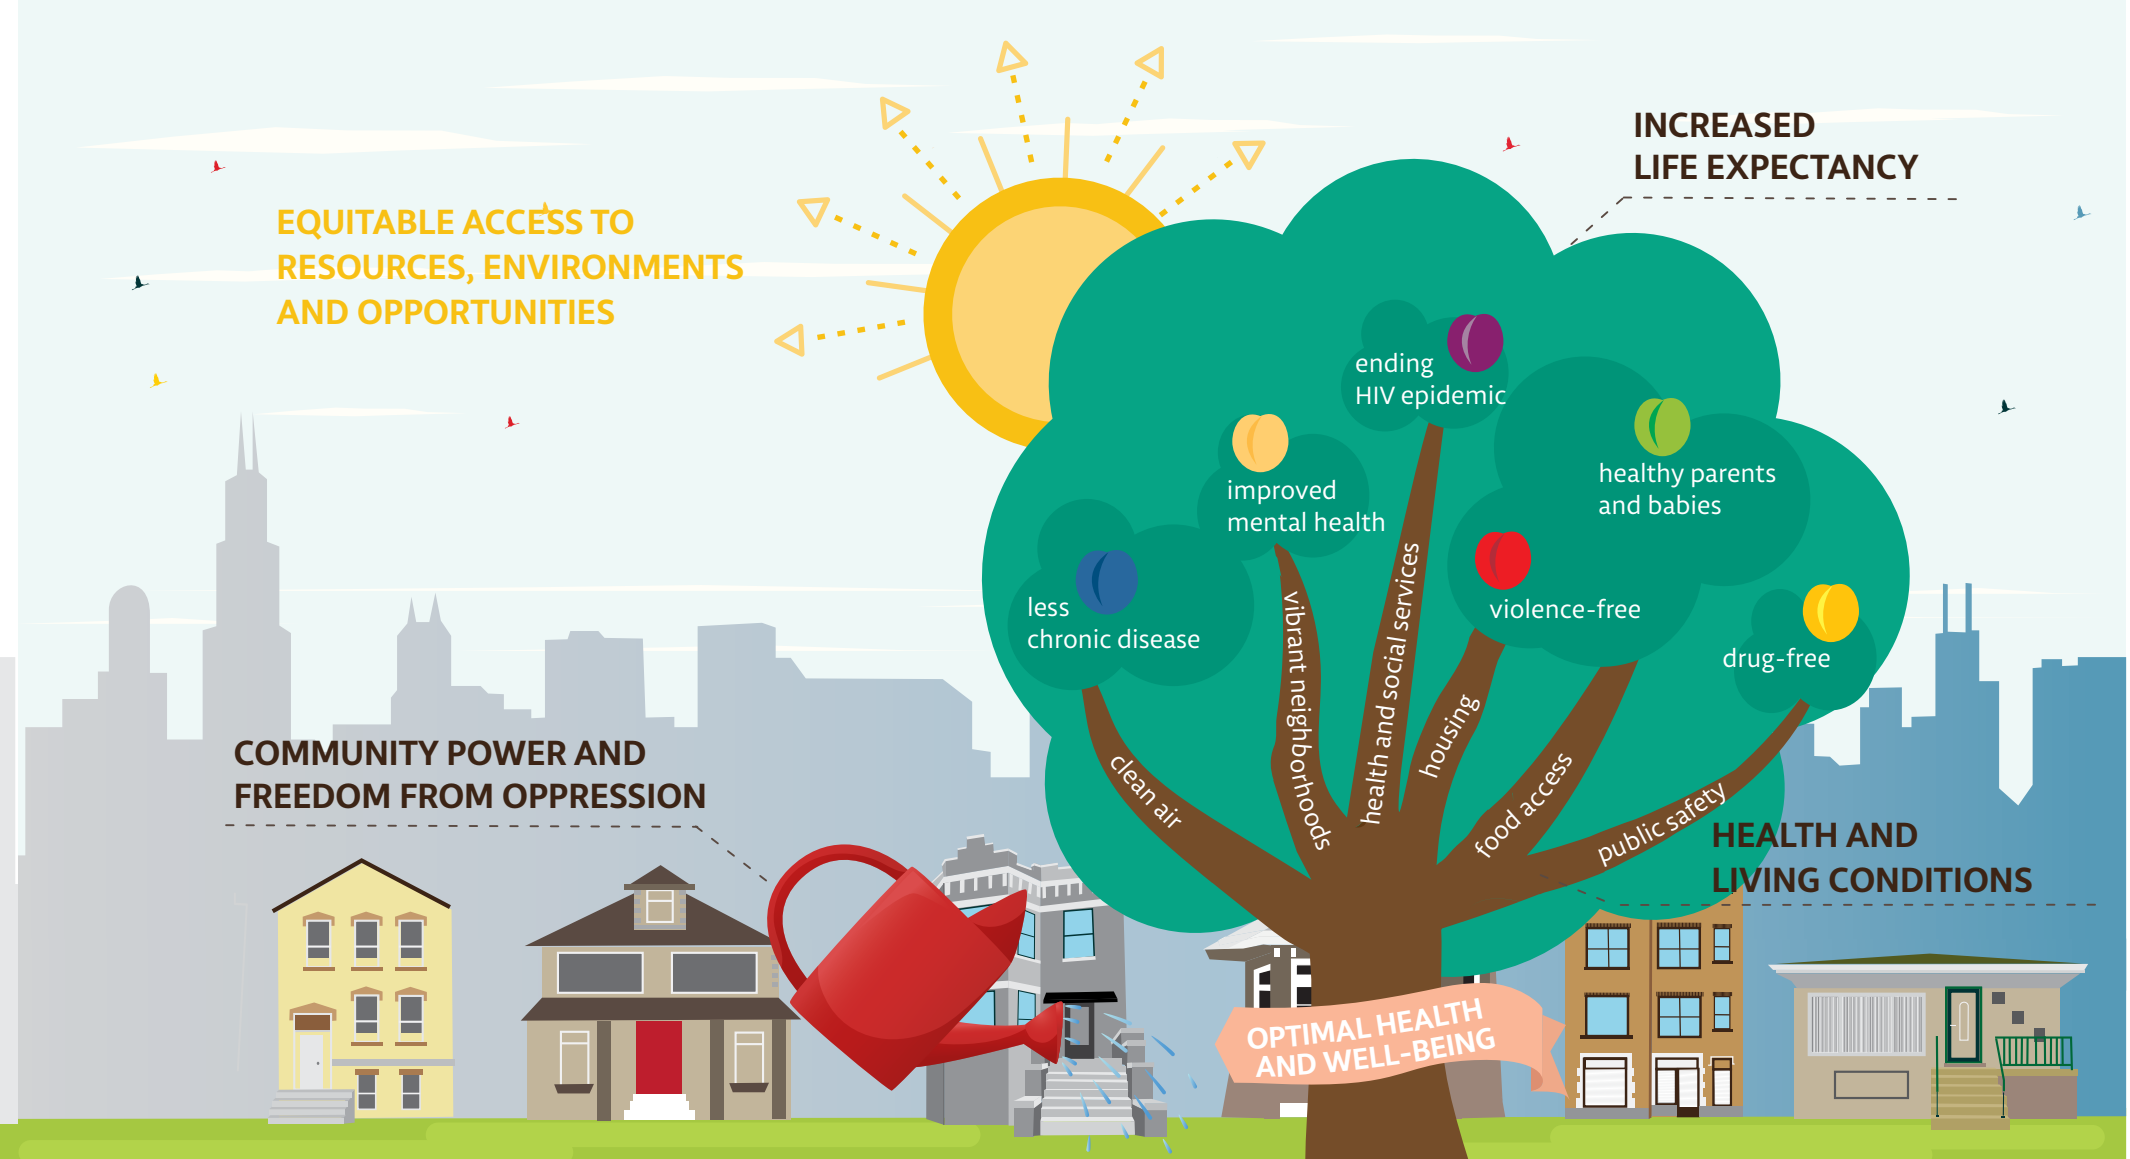 EQUITABLE ACCESS TO
RESOURCES, ENVIRONMENTS
AND OPPORTUNITIES
INCREASED
LIFE EXPECTANCY
ending
HIV epidemic
healthy parents
and babies
improved
mental health
less
chronic disease
violence-free
drug-free
clean air
vibrant neighborhoods
health and social services
housing
food access
public safety
COMMUNITY POWER AND
FREEDOM FROM OPPRESSION
HEALTH AND
LIVING CONDITIONS
OPTIMAL HEALTH
AND WELL-BEING